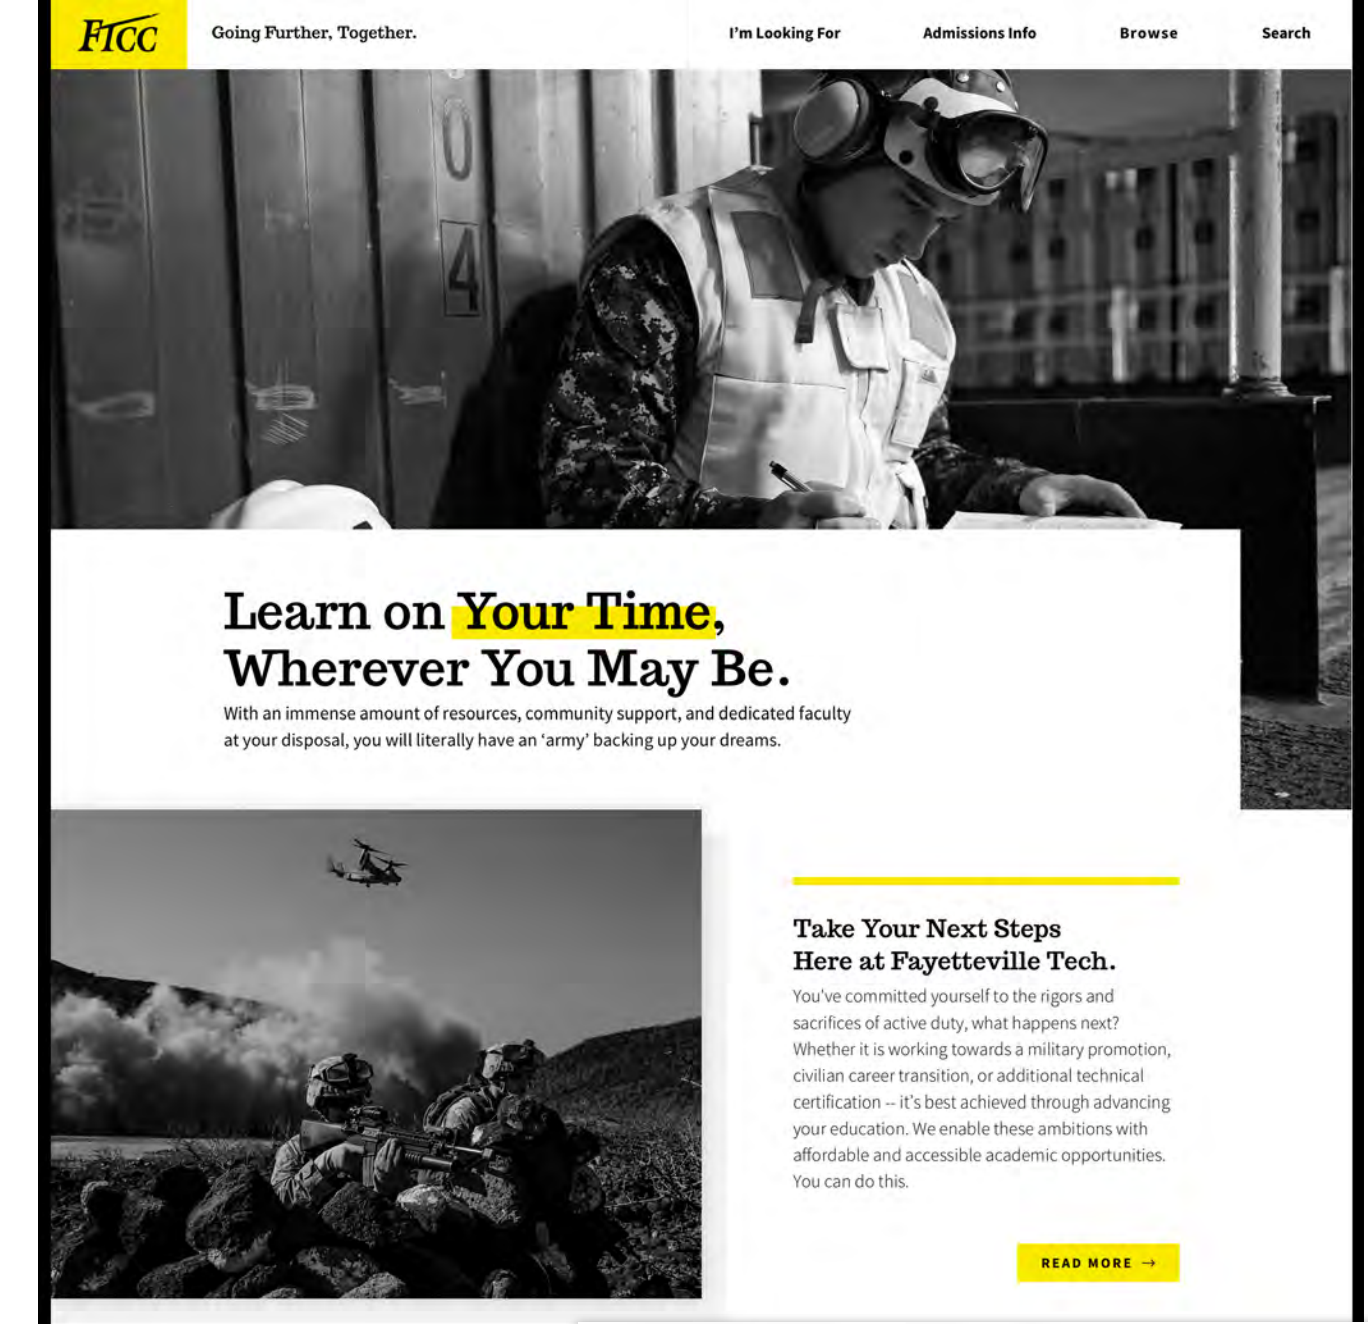 FTCC
Going Further, Together.
I'm Looking For
Admissions Info
Browse
Search
0
4
Learn on Your Time,
Wherever You May Be.
With an immense amount of resources, community support, and dedicated faculty
at your disposal, you will literally have an ‘army’ backing up your dreams.
Take Your Next Steps
Here at Fayetteville Tech.
You've committed yourself to the rigors and
sacrifices of active duty, what happens next?
Whether it is working towards a military promotion,
civilian career transition, or additional technical
certification -- it's best achieved through advancing
your education. We enable these ambitions with
affordable and accessible academic opportunities.
You can do this.
READ MORE →